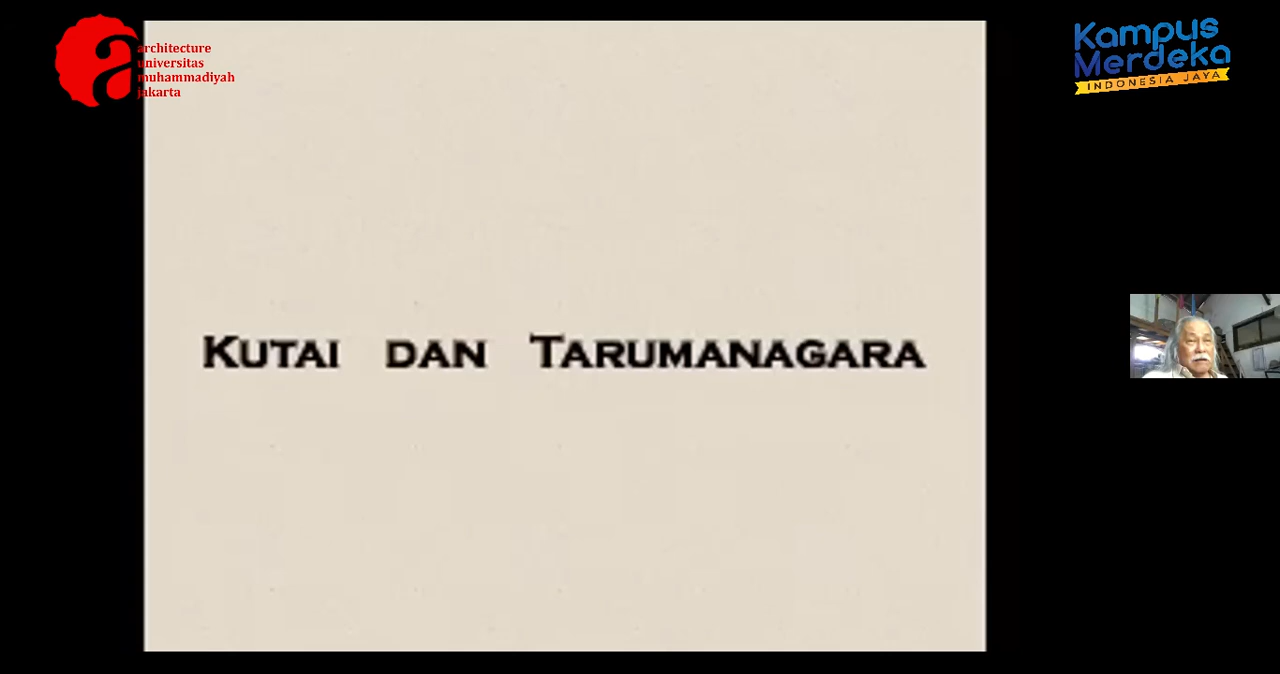 architecture
universitas
muhammadiyah
jakarta
Kampus
Merdeka
INDONESIA JAYA
KUTAI DAN TARUMANAGARA